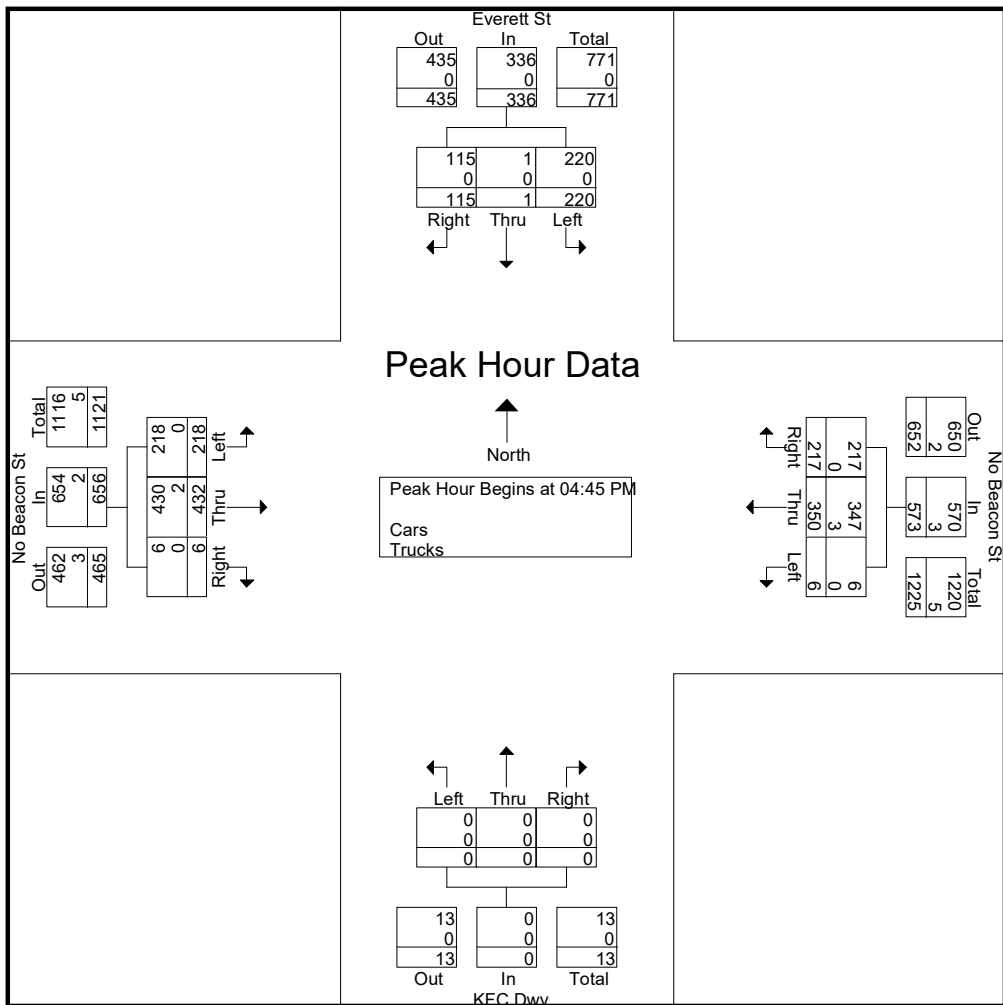 Everett St
Out In Total
435 336 771
0 0 0
435 336 771
115 1 220
0 0 0
115 1 220
Right Thru Left
Peak Hour Data
North
Peak Hour Begins at 04:45 PM
Cars
Trucks
No Beacon St
Total
1116
5
1121
In
654
2
656
Out
462
3
465
Left
218
0
218
Thru
430
2
432
Right
6
0
6
Right
217
0
217
Thru
347
3
350
Left
6
0
6
Out
650
2
652
In
570
3
573
Total
1220
5
1225
No Beacon St
Left Thru Right
0 0 0
0 0 0
0 0 0
13 0 13
0 0 0
13 0 13
Out In Total
KFC Dwy